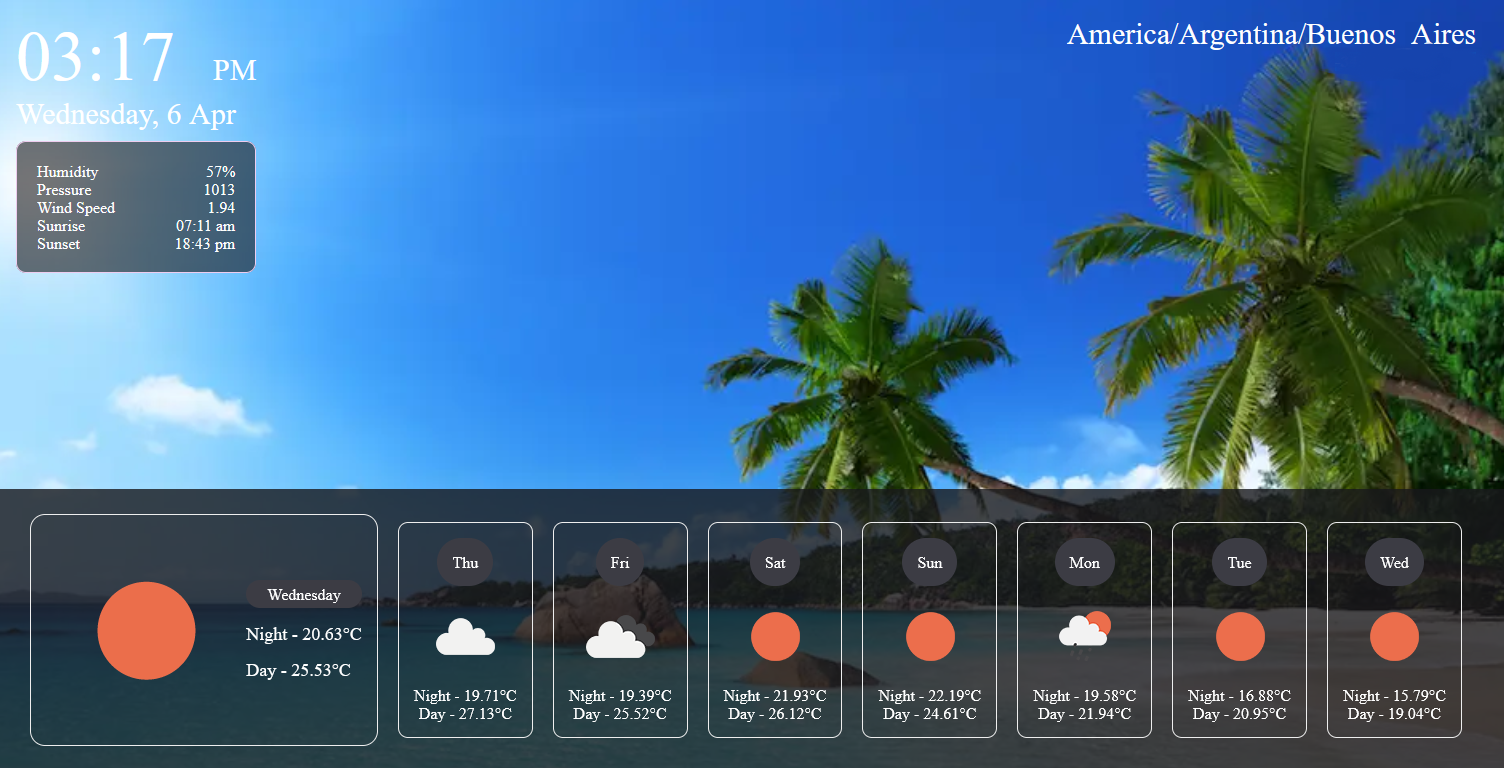 03:17 PM
America/Argentina/Buenos Aires
Wednesday, 6 Apr
Humidity 57%
Pressure 1013
Wind Speed 1.94
Sunrise 07:11 am
Sunset 18:43 pm
Wednesday
Night - 20.63°C
Day - 25.53°C
Thu
Night - 19.71°C
Day - 27.13°C
Fri
Night - 19.39°C
Day - 25.52°C
Sat
Night - 21.93°C
Day - 26.12°C
Sun
Night - 22.19°C
Day - 24.61°C
Mon
Night - 19.58°C
Day - 21.94°C
Tue
Night - 16.88°C
Day - 20.95°C
Wed
Night - 15.79°C
Day - 19.04°C